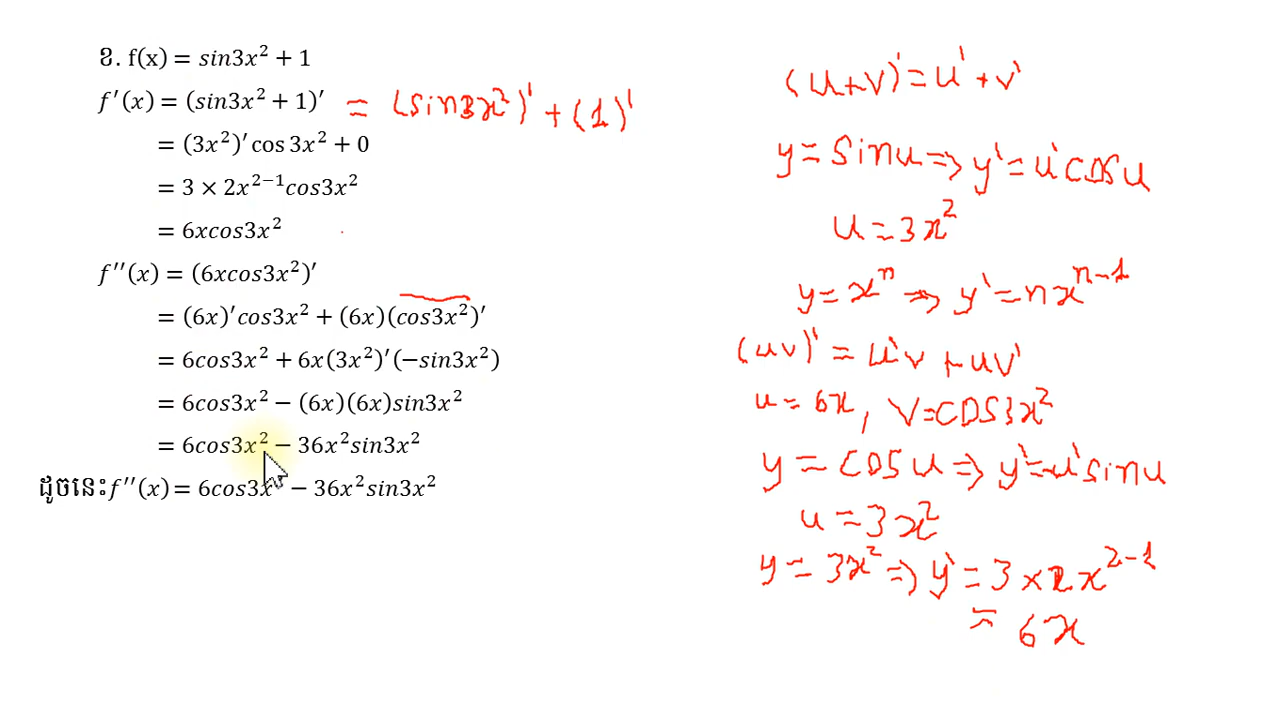 ខ. f(x) = sin3x² + 1
f′(x) = (sin3x² + 1)′ = (sin3x²)' + (1)'
= (3x²)′ cos 3x² + 0
= 3 × 2x²⁻¹cos3x²
= 6xcos3x²
f′′(x) = (6xcos3x²)′
= (6x)′cos3x² + (6x)(cos3x²)′
= 6cos3x² + 6x(3x²)′(−sin3x²)
= 6cos3x² − (6x)(6x)sin3x²
= 6cos3x² − 36x²sin3x²
ដូចនេះf′′(x) = 6cos3x² − 36x²sin3x²
(u+v)' = u' + v'
y = sinu => y' = u'cosu
u = 3x²
y = xⁿ => y' = nxⁿ⁻¹
(uv)' = u'v + uv'
u = 6x, v = cos3x²
y = cosu => y' = -u'sinu
u = 3x²
y = 3x² => y' = 3 × 2x²⁻¹
= 6x